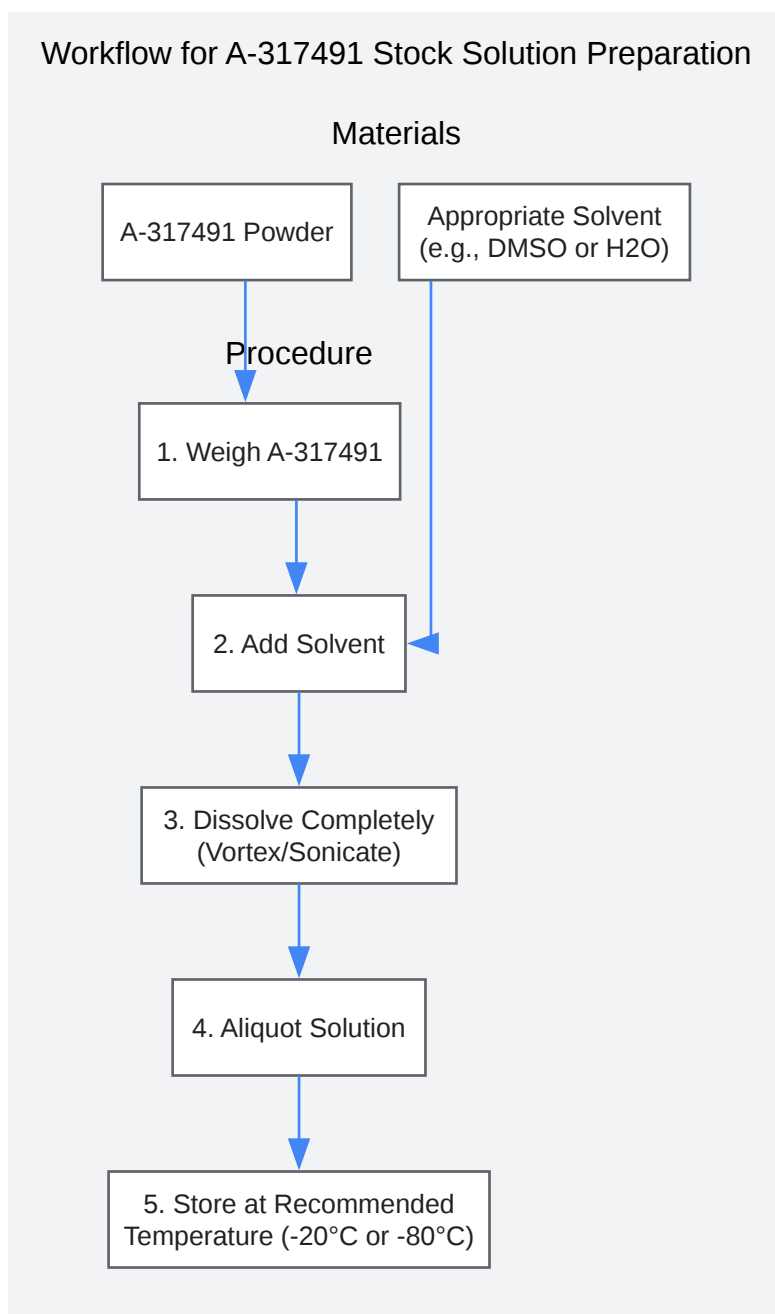 Workflow for A-317491 Stock Solution Preparation
Materials
A-317491 Powder
Appropriate Solvent
(e.g., DMSO or H2O)
Procedure
1. Weigh A-317491
2. Add Solvent
3. Dissolve Completely
(Vortex/Sonicate)
4. Aliquot Solution
5. Store at Recommended
Temperature (-20°C or -80°C)